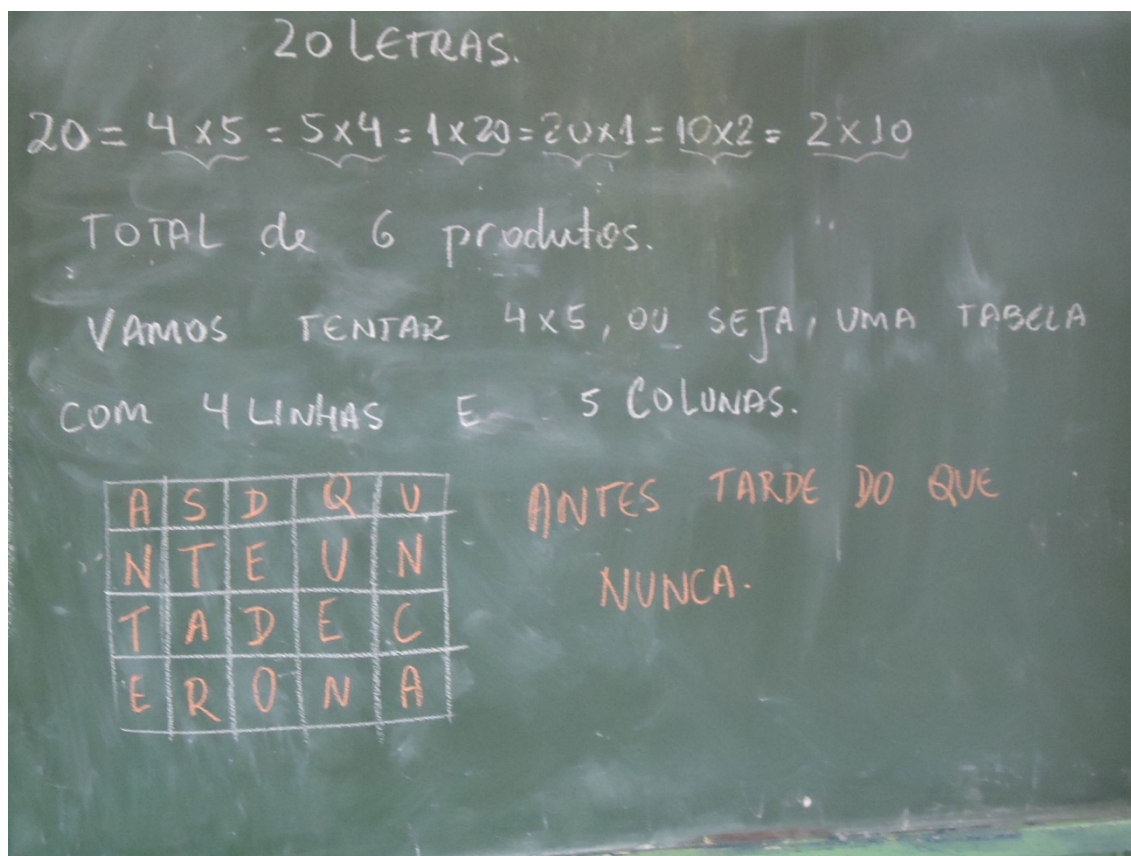 20 LETRAS.
20 = 4 x 5 = 5 x 4 = 1 x 20 = 20 x 1 = 10 x 2 = 2 x 10
TOTAL de 6 produtos.
VAMOS TENTAR 4 x 5, OU SEJA, UMA TABELA
COM 4 LINHAS E 5 COLUNAS.
A S D Q U
N T E U N
T A D E C
E R O N A
ANTES TARDE DO QUE
NUNCA.